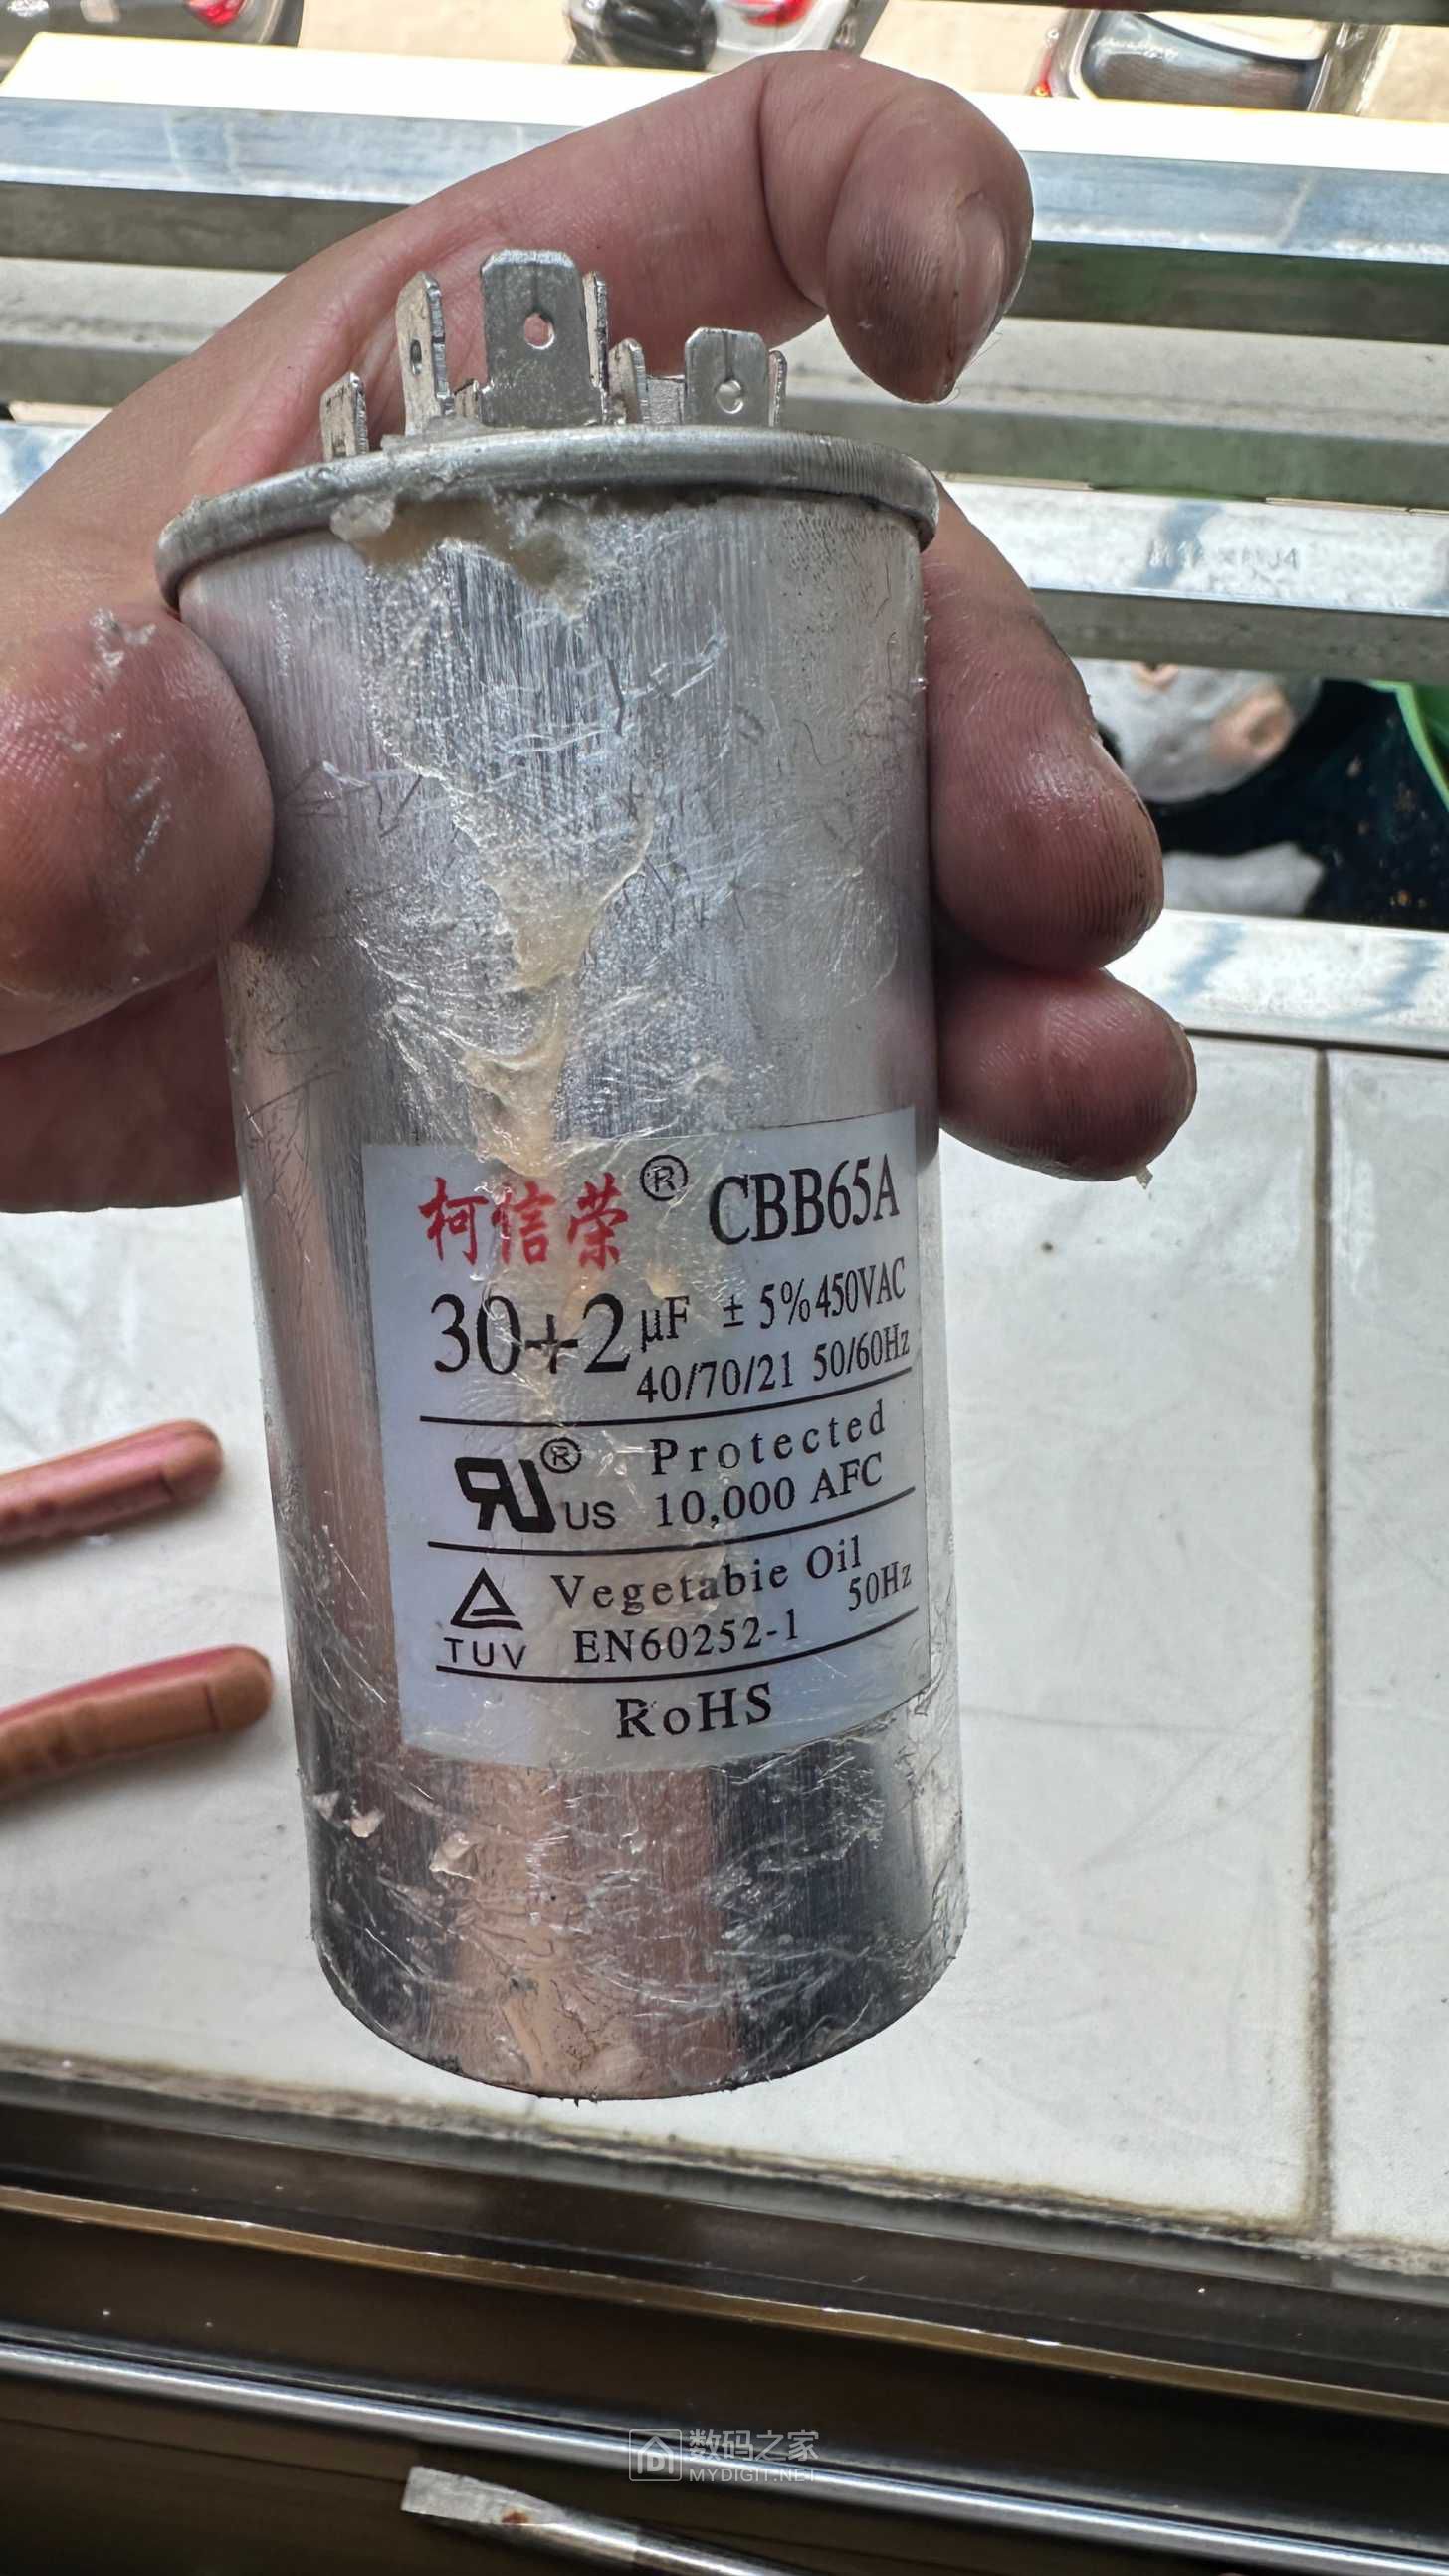 柯信荣® CBB65A
30+2μF ±5% 450VAC
40/70/21 50/60Hz
® US Protected
10,000 AFC
Vegetabie Oil
TUV EN60252-1 50Hz
RoHS
数码之家
MYDIGIT.NET